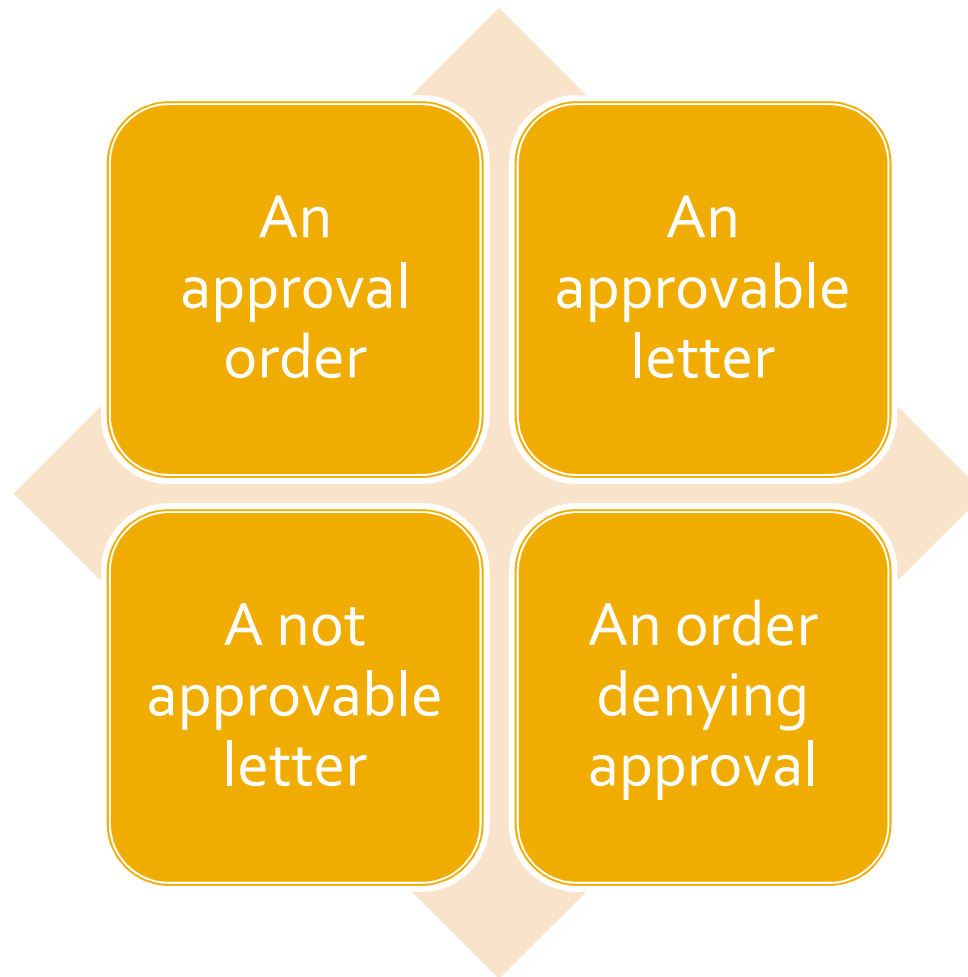 An
approval
order
An
approvable
letter
A not
approvable
letter
An order
denying
approval